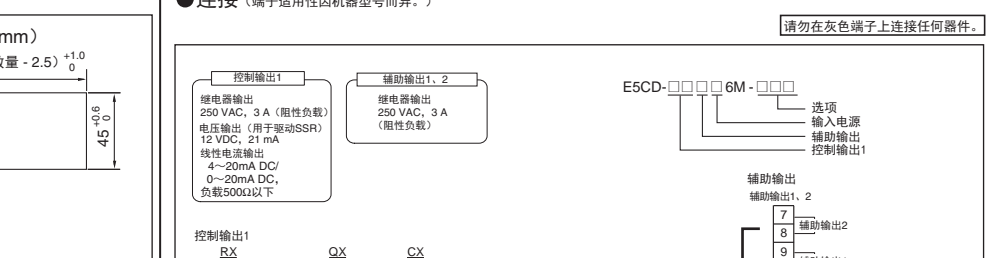 ●连接（端子适用性因机器型号而异。）
请勿在灰色端子上连接任何器件。
mm）
数量 - 2.5）+1.0 0
45 +0.6 0
控制输出1
继电器输出
250 VAC，3 A（阻性负载）
电压输出（用于驱动SSR）
12 VDC，21 mA
线性电流输出
4～20mA DC/
0～20mA DC，
负载500Ω以下
辅助输出1、2
继电器输出
250 VAC，3 A
（阻性负载）
E5CD-□□□□6M-□□□
选项
输入电源
辅助输出
控制输出1
辅助输出
辅助输出1、2
7
8
9
辅助输出2
控制输出1
RX QX CX